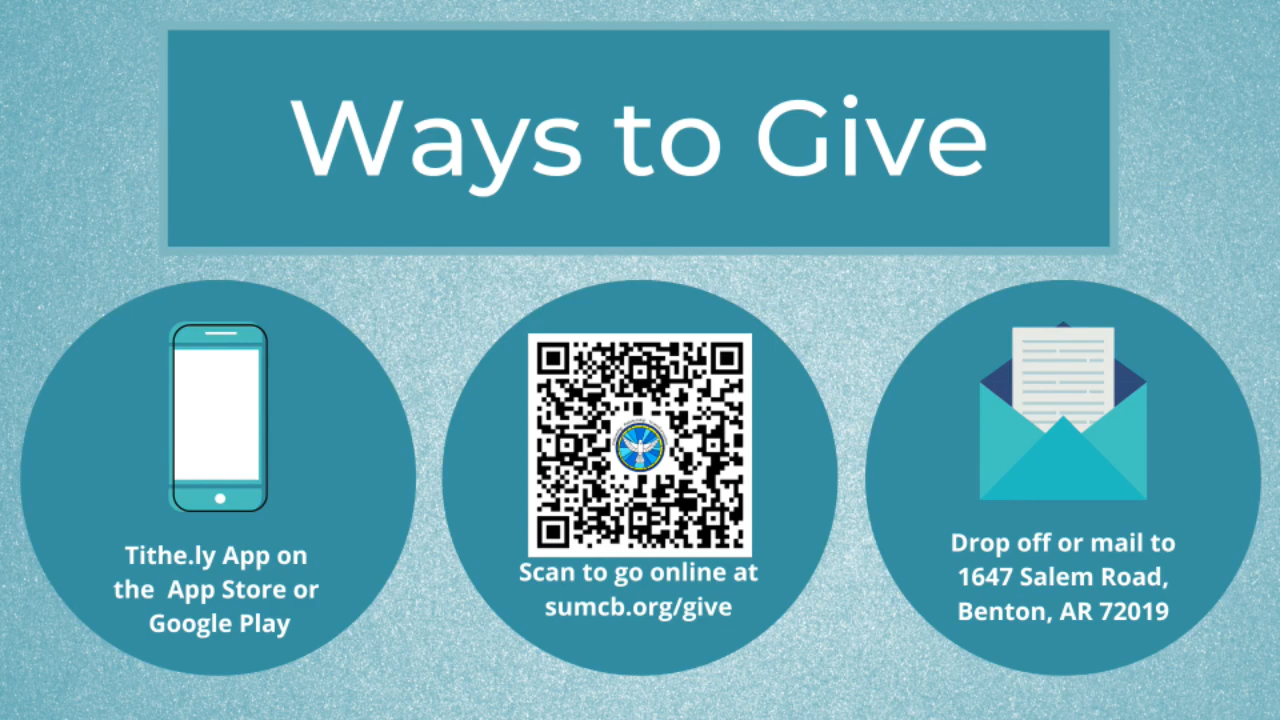 Ways to Give
Tithe.ly App on
the App Store or
Google Play
Scan to go online at
sumcb.org/give
Drop off or mail to
1647 Salem Road,
Benton, AR 72019